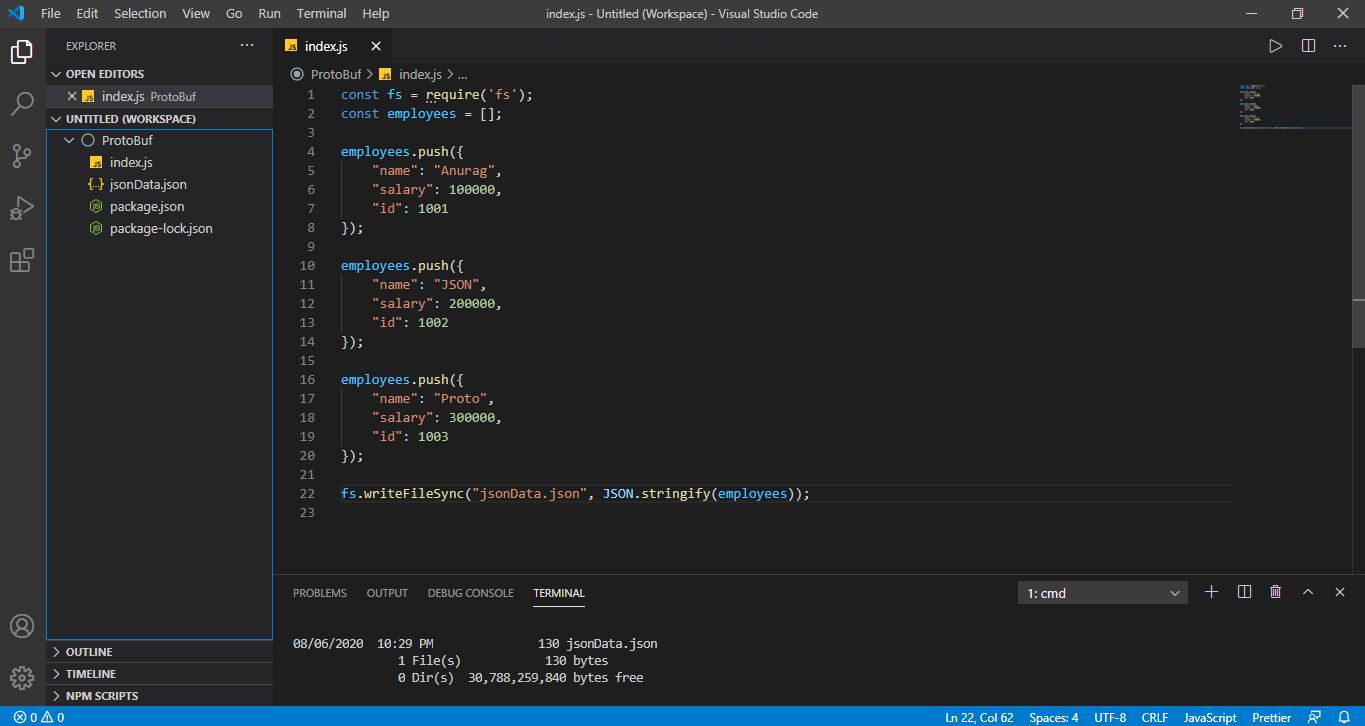 File Edit Selection View Go Run Terminal Help index.js - Untitled (Workspace) - Visual Studio Code
EXPLORER
OPEN EDITORS
index.js ProtoBuf
UNTITLED (WORKSPACE)
ProtoBuf
JS index.js
{..} jsonData.json
JS package.json
JS package-lock.json
OUTLINE
TIMELINE
NPM SCRIPTS
JS index.js
ProtoBuf > JS index.js > ...
1 const fs = require('fs');
2 const employees = [];
3
4 employees.push({
5 "name": "Anurag",
6 "salary": 100000,
7 "id": 1001
8 });
9
10 employees.push({
11 "name": "JSON",
12 "salary": 200000,
13 "id": 1002
14 });
15
16 employees.push({
17 "name": "Proto",
18 "salary": 300000,
19 "id": 1003
20 });
21
22 fs.writeFileSync("jsonData.json", JSON.stringify(employees));
23
PROBLEMS OUTPUT DEBUG CONSOLE TERMINAL 1: cmd
08/06/2020 10:29 PM 130 jsonData.json
1 File(s) 130 bytes
0 Dir(s) 30,788,259,840 bytes free
0 0 Ln 22, Col 62 Spaces: 4 UTF-8 CRLF JavaScript Prettier